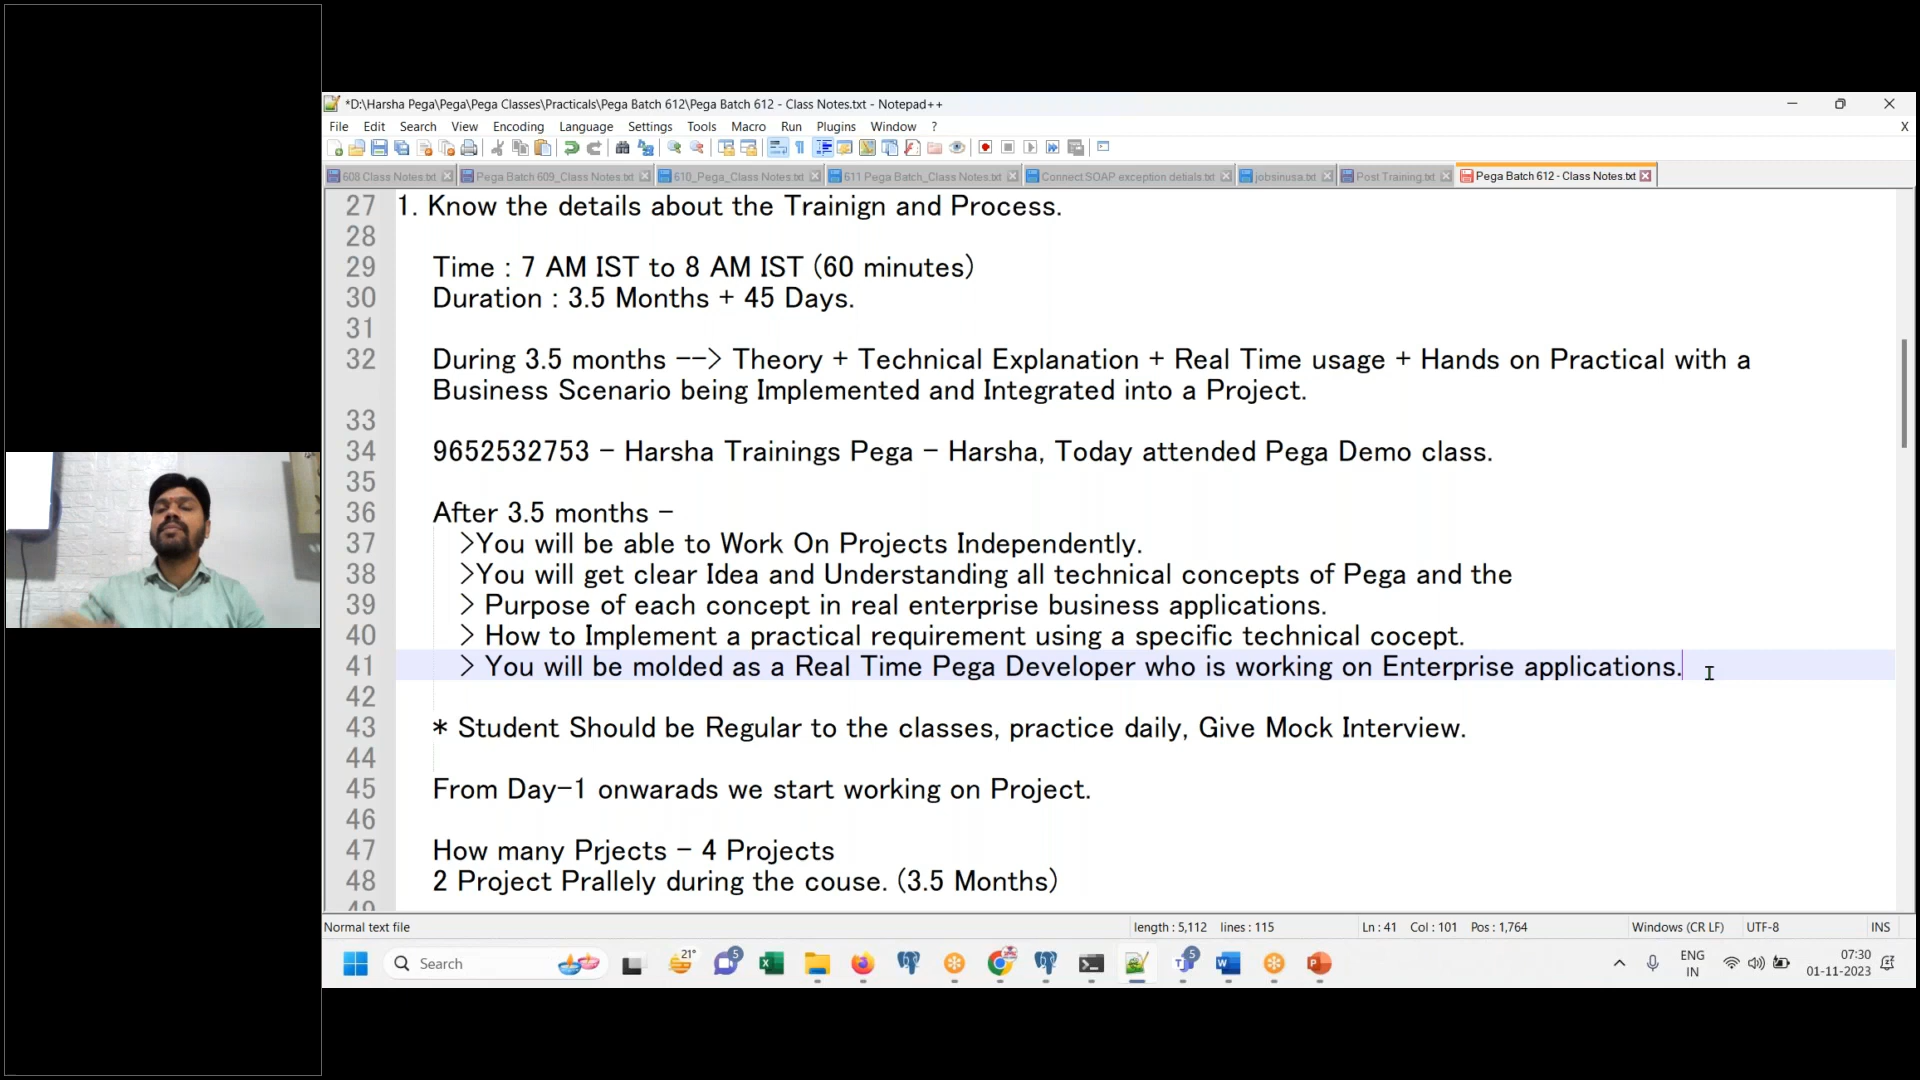 *D:\Harsha Pega\Pega\Pega Classes\Practicals\Pega Batch 612\Pega Batch 612 - Class Notes.txt - Notepad++
File Edit Search View Encoding Language Settings Tools Macro Run Plugins Window ? X
608 Class Notes.txt Pega Batch 609_Class Notes.txt 610_Pega_Class Notes.txt 611 Pega Batch_Class Notes.txt Connect SOAP exception detials.txt jobsinusa.txt Post Training.txt Pega Batch 612 - Class Notes.txt
27 1. Know the details about the Trainign and Process.
28
29 Time : 7 AM IST to 8 AM IST (60 minutes)
30 Duration : 3.5 Months + 45 Days.
31
32 During 3.5 months --> Theory + Technical Explanation + Real Time usage + Hands on Practical with a
Business Scenario being Implemented and Integrated into a Project.
33
34 9652532753 - Harsha Trainings Pega - Harsha, Today attended Pega Demo class.
35
36 After 3.5 months -
37 >You will be able to Work On Projects Independently.
38 >You will get clear Idea and Understanding all technical concepts of Pega and the
39 > Purpose of each concept in real enterprise business applications.
40 > How to Implement a practical requirement using a specific technical cocept.
41 > You will be molded as a Real Time Pega Developer who is working on Enterprise applications.
42
43 * Student Should be Regular to the classes, practice daily, Give Mock Interview.
44
45 From Day-1 onwarads we start working on Project.
46
47 How many Prjects - 4 Projects
48 2 Project Prallely during the couse. (3.5 Months)
49
Normal text file length : 5,112 lines : 115 Ln : 41 Col : 101 Pos : 1,764 Windows (CR LF) UTF-8 INS
Search 21° 5 5 ENG IN 07:30
01-11-2023